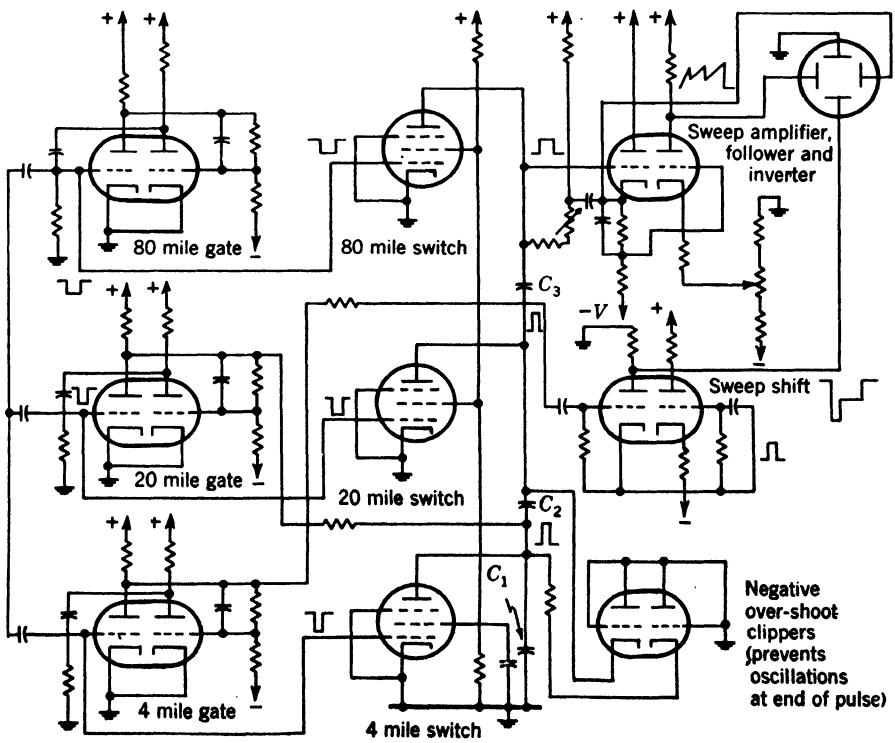 + +
+
+
+
+
Sweep amplifier,
follower and
inverter
80 mile gate
80 mile switch
−
+ +
C3
−V
+
−
Sweep shift
20 mile gate
−
20 mile switch
C2
−
+ +
C1
Negative
over-shoot
clippers
(prevents
oscillations
at end of pulse)
4 mile gate
−
4 mile switch